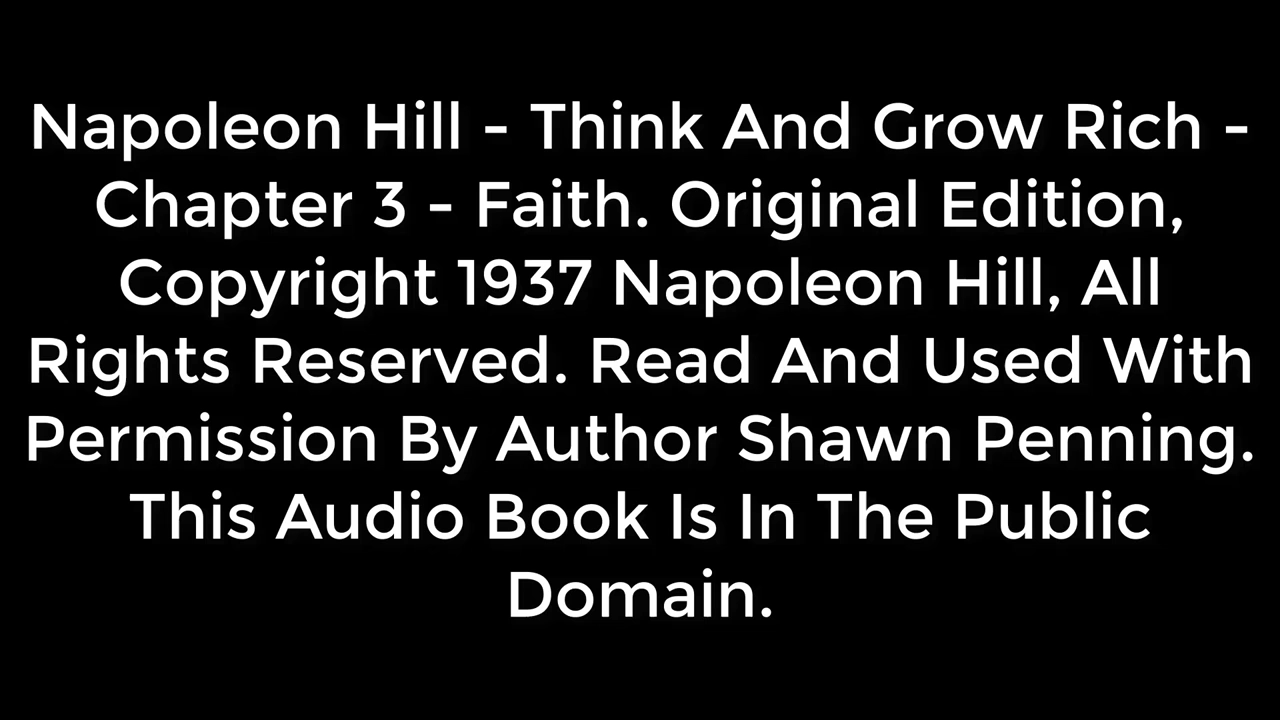 Napoleon Hill - Think And Grow Rich -
Chapter 3 - Faith. Original Edition,
Copyright 1937 Napoleon Hill, All
Rights Reserved. Read And Used With
Permission By Author Shawn Penning.
This Audio Book Is In The Public
Domain.